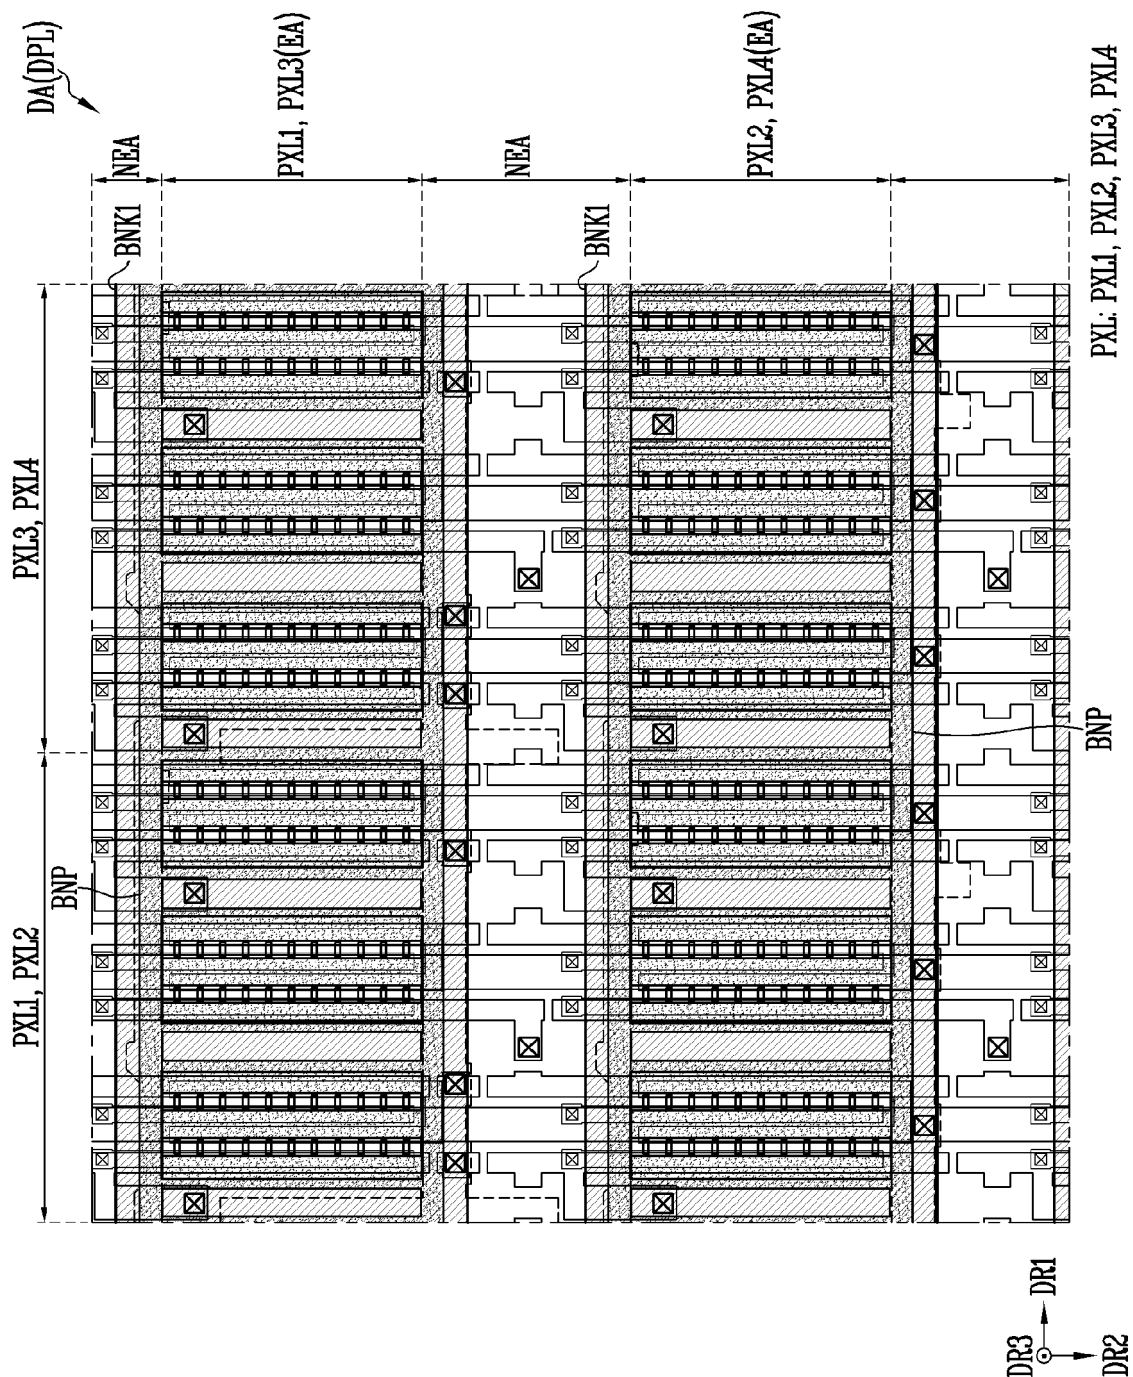 DA(DPL)
NEA
PXL1, PXL3(EA)
NEA
PXL2, PXL4(EA)
BNK1
BNK1
PXL3, PXL4
PXL1, PXL2
BNP
BNP
PXL: PXL1, PXL2, PXL3, PXL4
DR1
DR3
DR2